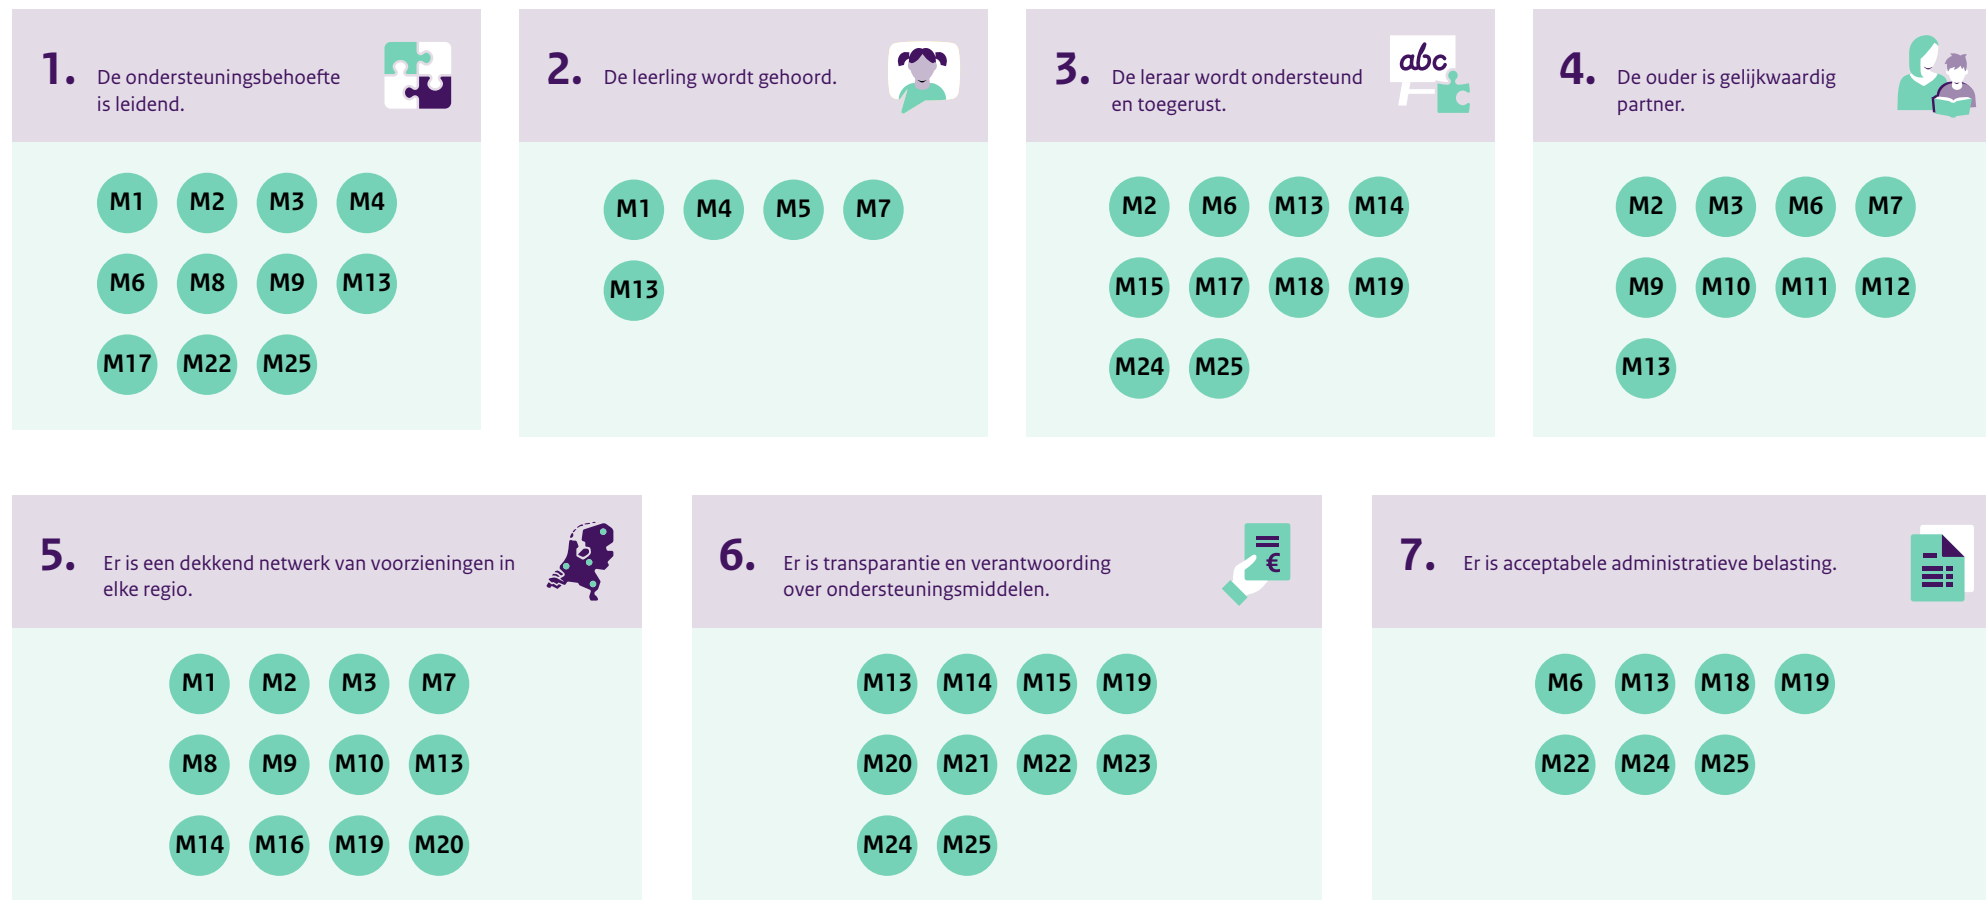 1. De ondersteuningsbehoefte
is leidend.
M1 M2 M3 M4
M6 M8 M9 M13
M17 M22 M25
2. De leerling wordt gehoord.
M1 M4 M5 M7
M13
3. De leraar wordt ondersteund
en toegerust.
abc
M2 M6 M13 M14
M15 M17 M18 M19
M24 M25
4. De ouder is gelijkwaardig
partner.
M2 M3 M6 M7
M9 M10 M11 M12
M13
5. Er is een dekkend netwerk van voorzieningen in
elke regio.
M1 M2 M3 M7
M8 M9 M10 M13
M14 M16 M19 M20
6. Er is transparantie en verantwoording
over ondersteuningsmiddelen.
€
M13 M14 M15 M19
M20 M21 M22 M23
M24 M25
7. Er is acceptabele administratieve belasting.
M6 M13 M18 M19
M22 M24 M25